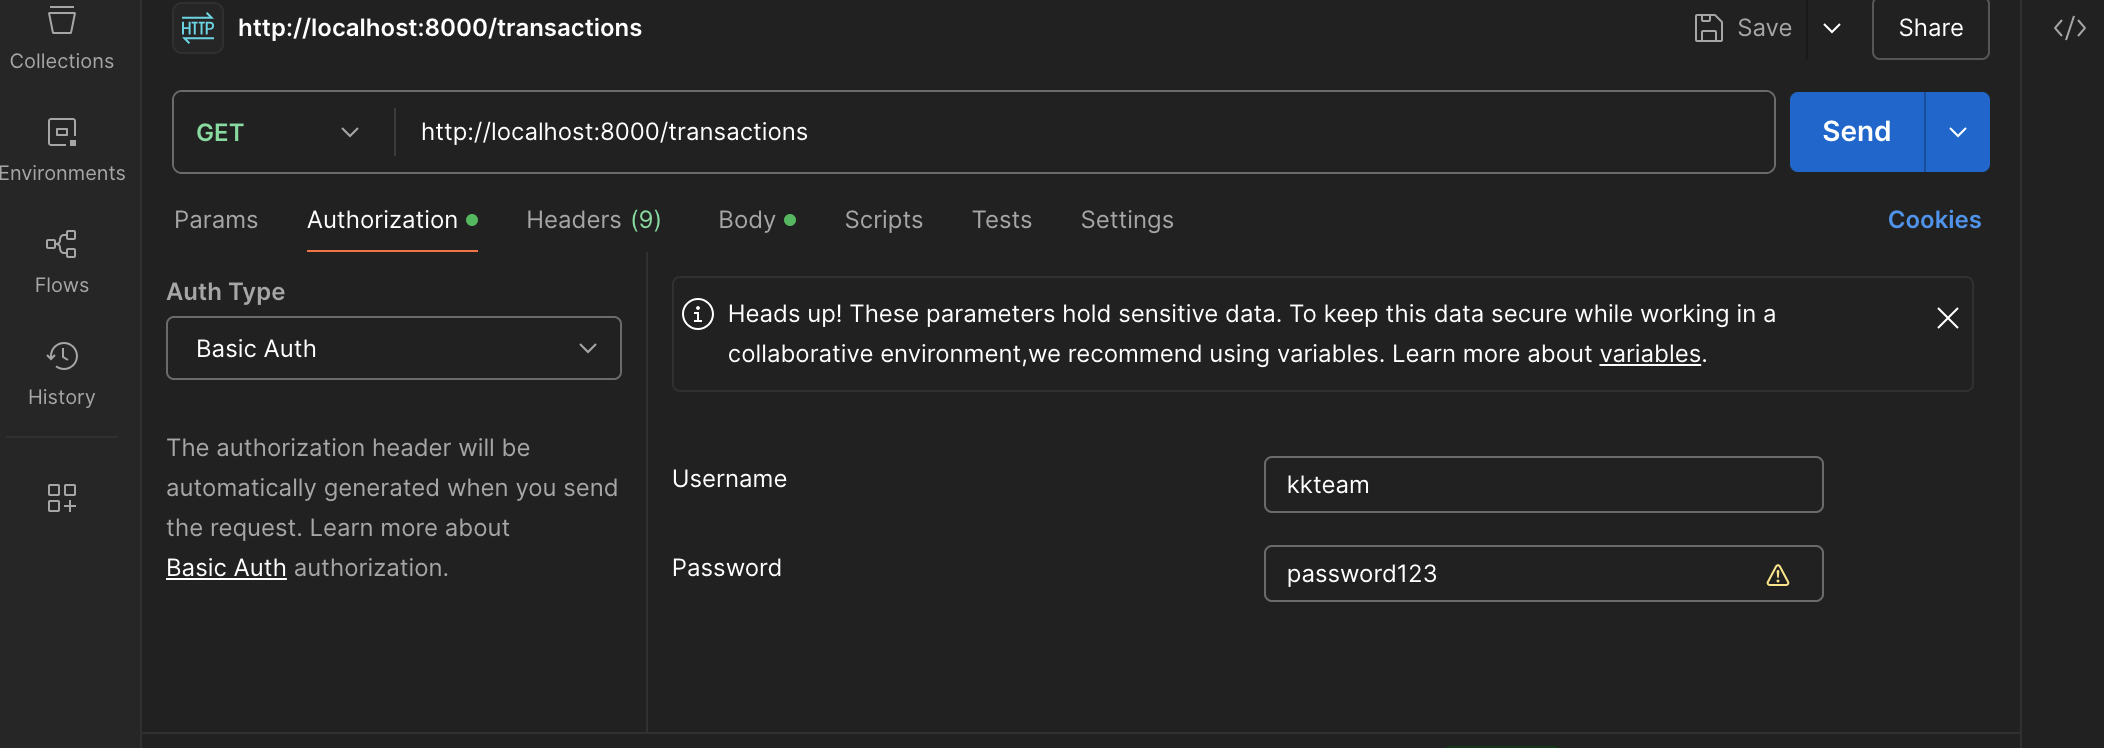 HTTP http://localhost:8000/transactions
Save
Share
Collections
Environments
Flows
History
GET
http://localhost:8000/transactions
Send
Params
Authorization
Headers (9)
Body
Scripts
Tests
Settings
Cookies
Auth Type
Basic Auth
The authorization header will be
automatically generated when you send
the request. Learn more about
Basic Auth authorization.
Heads up! These parameters hold sensitive data. To keep this data secure while working in a
collaborative environment,we recommend using variables. Learn more about variables.
Username
kkteam
Password
password123